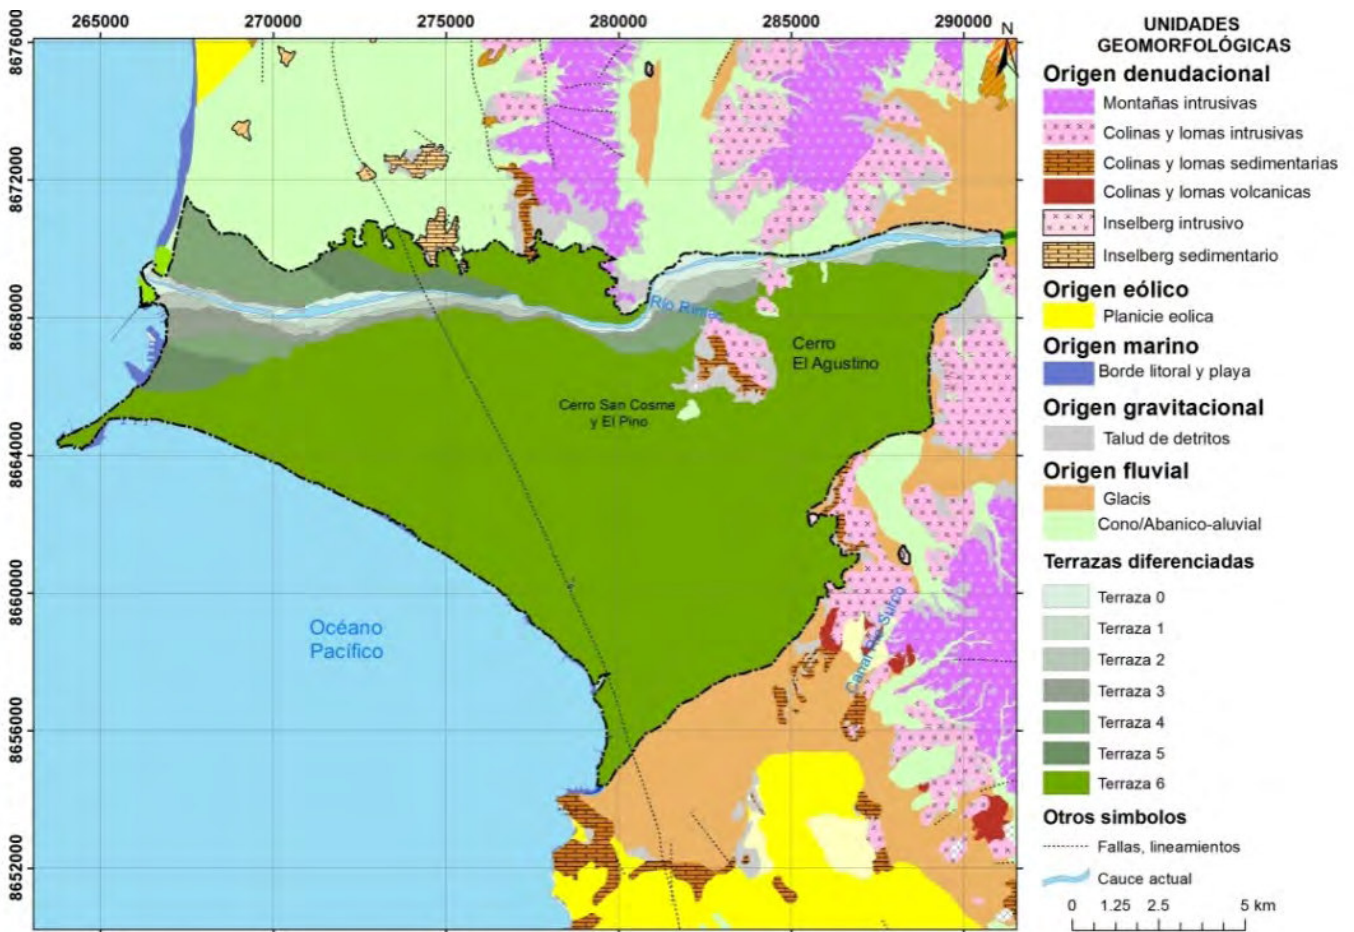 265000 270000 275000 280000 285000 290000
8676000
8672000
8668000
8664000
8660000
8656000
8652000
N
Río Rimac
Cerro
El Agustino
Cerro San Cosme
y El Pino
Océano
Pacífico
Canal Río Surco
UNIDADES
GEOMORFOLÓGICAS
Origen denudacional
Montañas intrusivas
Colinas y lomas intrusivas
Colinas y lomas sedimentarias
Colinas y lomas volcanicas
Inselberg intrusivo
Inselberg sedimentario
Origen eólico
Planicie eolica
Origen marino
Borde litoral y playa
Origen gravitacional
Talud de detritos
Origen fluvial
Glacis
Cono/Abanico-aluvial
Terrazas diferenciadas
Terraza 0
Terraza 1
Terraza 2
Terraza 3
Terraza 4
Terraza 5
Terraza 6
Otros simbolos
Fallas, lineamientos
Cauce actual
0 1.25 2.5 5 km